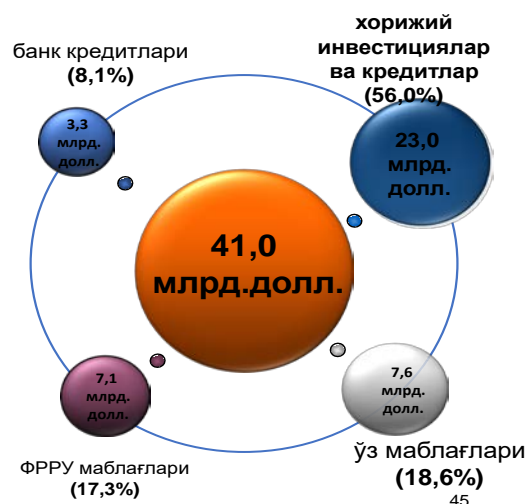 банк кредитлари
(8,1%)
хорижий
инвестициялар
ва кредитлар
(56,0%)
3,3
млрд.
долл.
23,0
млрд.
долл.
41,0
млрд.долл.
7,1
млрд.
долл.
7,6
млрд.
долл.
ФРРУ маблағлари
(17,3%)
ўз маблағлари
(18,6%)
45